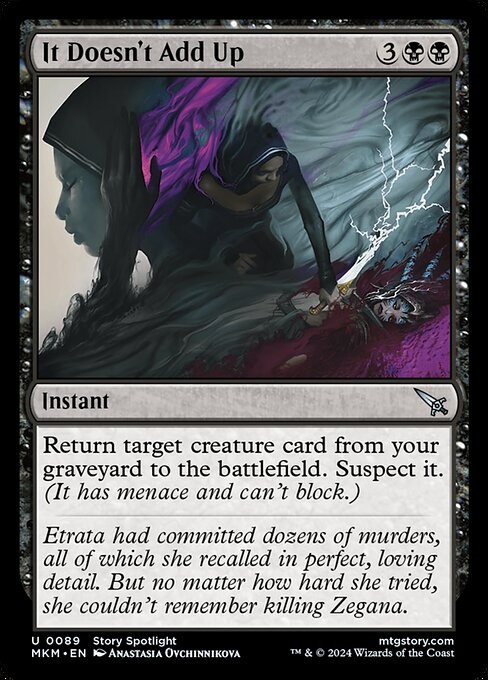 It Doesn't Add Up 3
Instant
Return target creature card from your
graveyard to the battlefield. Suspect it.
(It has menace and can't block.)
Etrata had committed dozens of murders,
all of which she recalled in perfect, loving
detail. But no matter how hard she tried,
she couldn't remember killing Zegana.
U 0089 Story Spotlight mtgstory.com
MKM • EN Anastasia Ovchinnikova ™ & © 2024 Wizards of the Coast